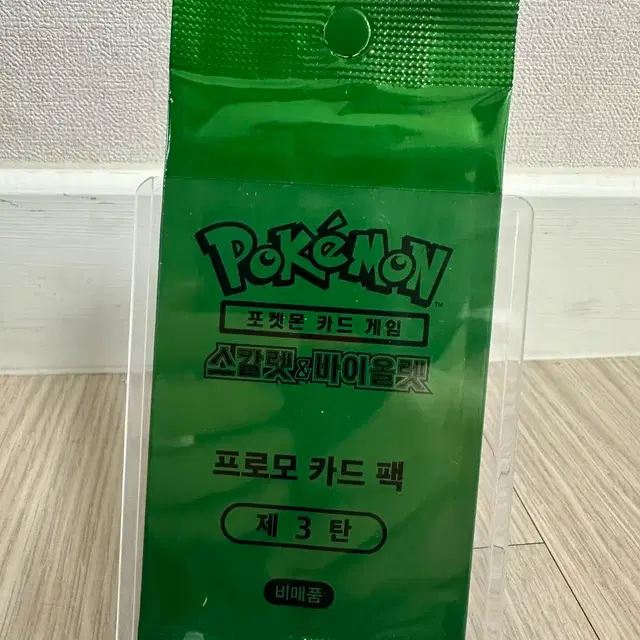 POKéMON
포켓몬 카드 게임
스칼렛&바이올렛
프로모 카드 팩
제 3 탄
비매품